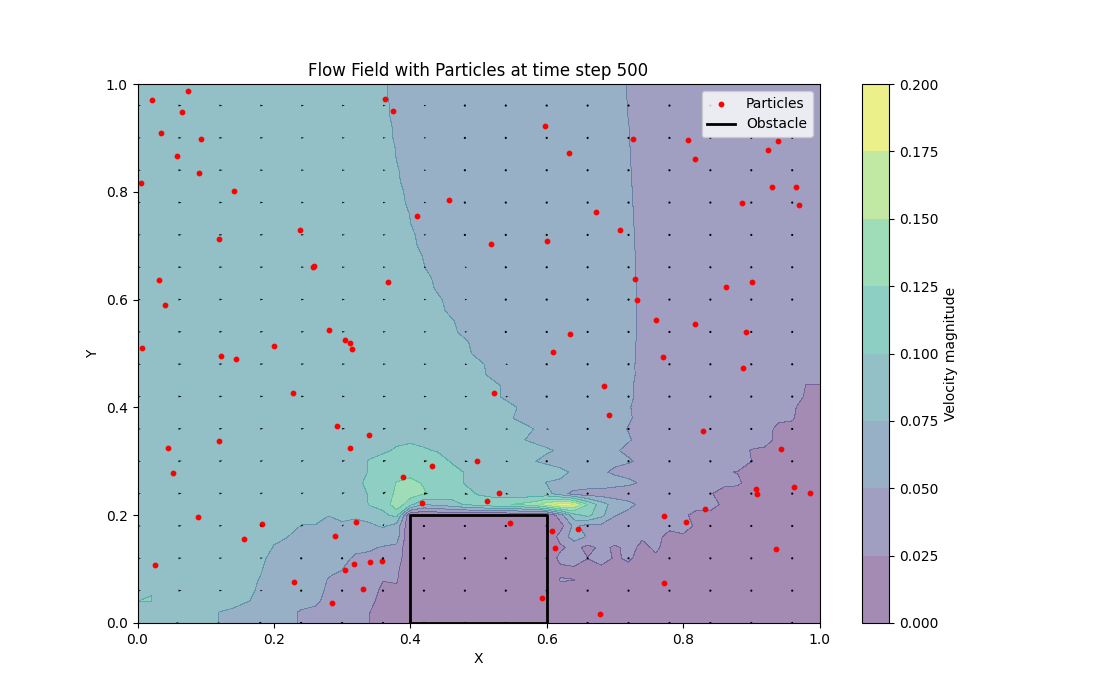 Flow Field with Particles at time step 500
Particles
Obstacle
1.0
0.8
0.6
0.4
0.2
0.0
Y
0.0 0.2 0.4 0.6 0.8 1.0
X
0.200
0.175
0.150
0.125
0.100
0.075
0.050
0.025
0.000
Velocity magnitude